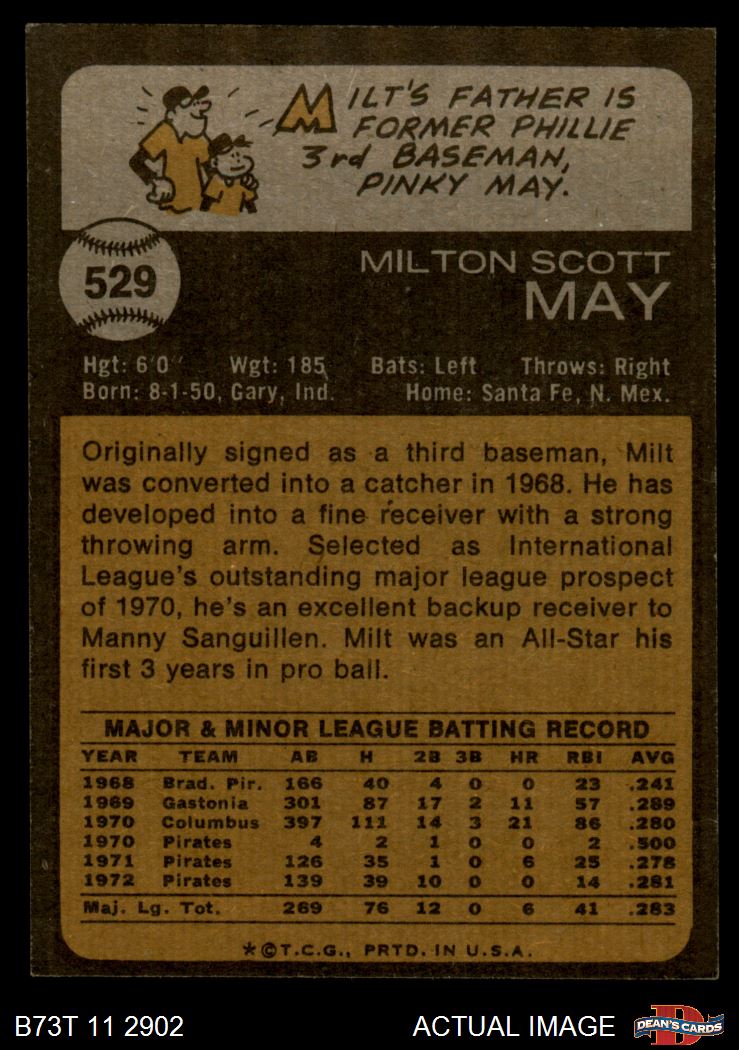 MILT'S FATHER IS
FORMER PHILLIE
3rd BASEMAN,
PINKY MAY.
529
MILTON SCOTT
MAY
Hgt: 6'0" Wgt: 185 Bats: Left Throws: Right
Born: 8-1-50, Gary, Ind. Home: Santa Fe, N. Mex.
Originally signed as a third baseman, Milt
was converted into a catcher in 1968. He has
developed into a fine receiver with a strong
throwing arm. Selected as International
League's outstanding major league prospect
of 1970, he's an excellent backup receiver to
Manny Sanguillen. Milt was an All-Star his
first 3 years in pro ball.
MAJOR & MINOR LEAGUE BATTING RECORD
YEAR TEAM AB H 2B 3B HR RBI AVG
1968 Brad. Pir. 166 40 4 0 0 23 .241
1969 Gastonia 301 87 17 2 11 57 .289
1970 Columbus 397 111 14 3 21 86 .280
1970 Pirates 4 2 1 0 0 2 .500
1971 Pirates 126 35 1 0 6 25 .278
1972 Pirates 139 39 10 0 0 14 .281
Maj. Lg. Tot. 269 76 12 0 6 41 .283
*©T.C.G., PRTD. IN U.S.A.
B73T 11 2902 ACTUAL IMAGE D DEAN'S CARDS